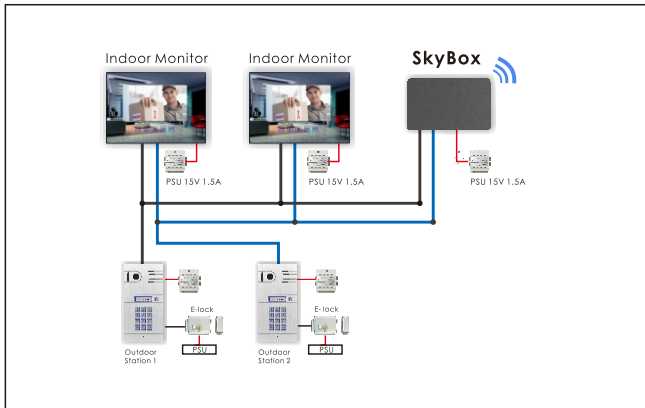 Indoor Monitor
Indoor Monitor
SkyBox
PSU 15V 1.5A
PSU 15V 1.5A
PSU 15V 1.5A
E-lock
PSU
Outdoor
Station 1
E-lock
PSU
Outdoor
Station 2